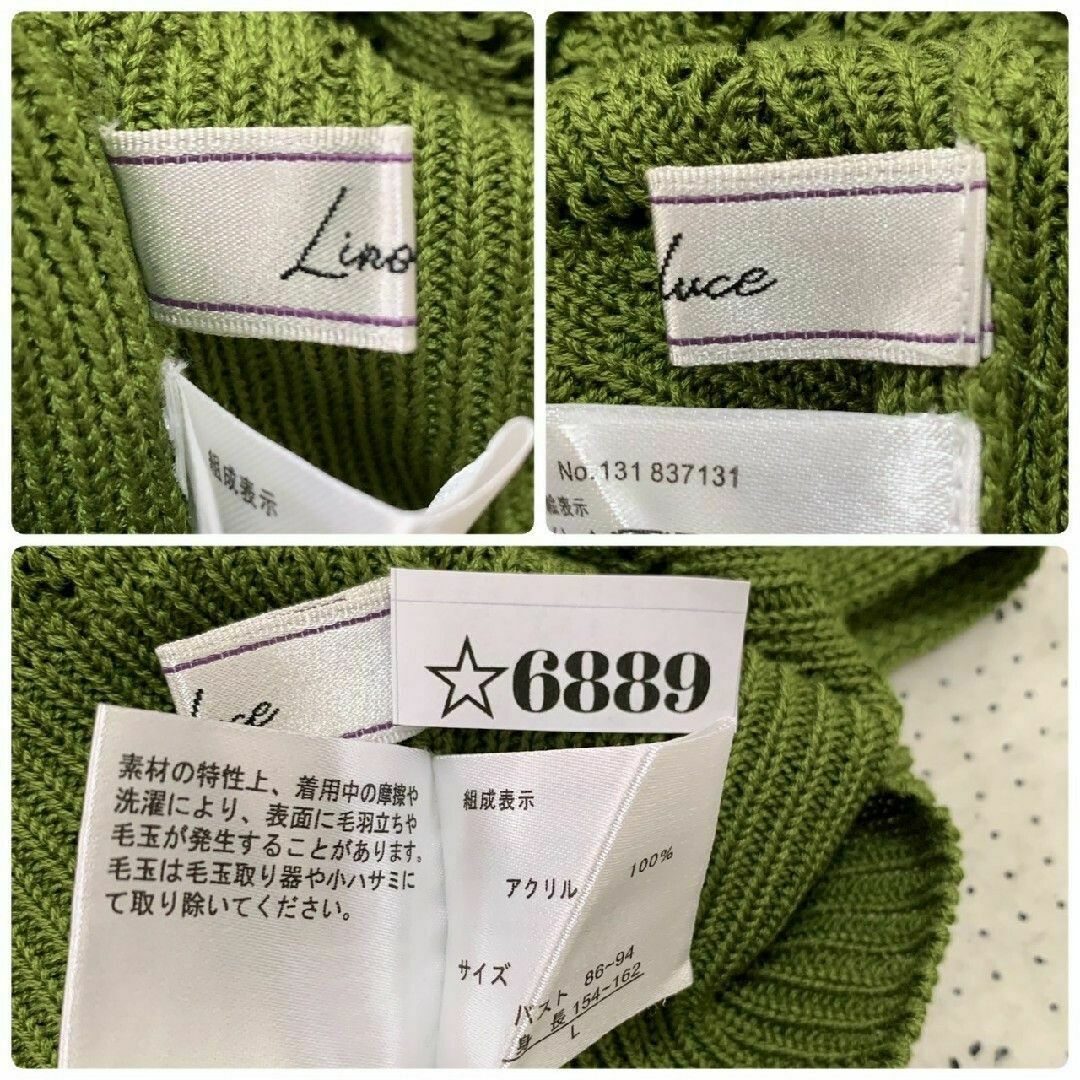 Lino
組成表示
luce
No.131 837131
絵表示
☆6889
素材の特性上、着用中の摩擦や
洗濯により、表面に毛羽立ちや
毛玉が発生することがあります。
毛玉は毛玉取り器や小ハサミに
て取り除いてください。
組成表示
アクリル 100%
サイズ
バスト 86~94
身 長 154~162
L